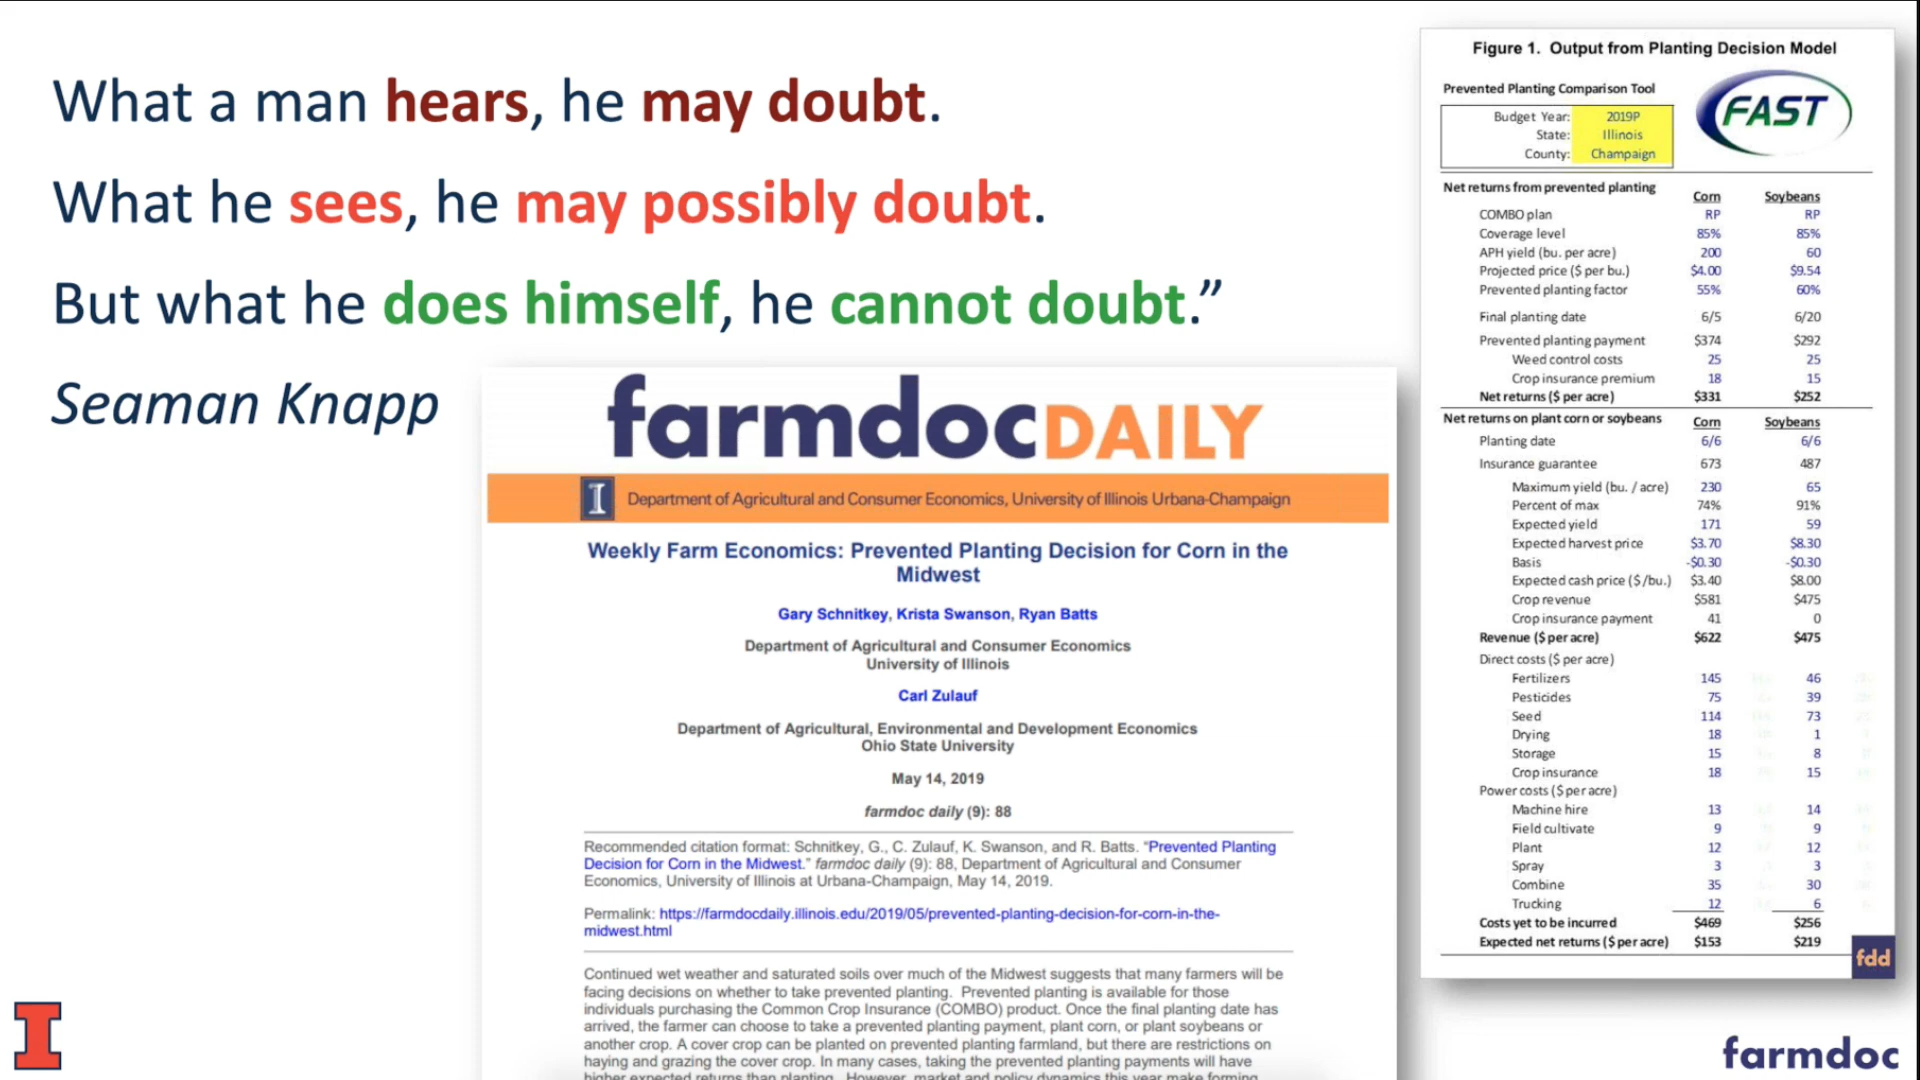 What a man hears, he may doubt.
What he sees, he may possibly doubt.
But what he does himself, he cannot doubt.”
Seaman Knapp
farmdocDAILY
I Department of Agricultural and Consumer Economics, University of Illinois Urbana-Champaign
Weekly Farm Economics: Prevented Planting Decision for Corn in the
Midwest
Gary Schnitkey, Krista Swanson, Ryan Batts
Department of Agricultural and Consumer Economics
University of Illinois
Carl Zulauf
Department of Agricultural, Environmental and Development Economics
Ohio State University
May 14, 2019
farmdoc daily (9): 88
Recommended citation format: Schnitkey, G., C. Zulauf, K. Swanson, and R. Batts. “Prevented Planting
Decision for Corn in the Midwest.” farmdoc daily (9): 88, Department of Agricultural and Consumer
Economics, University of Illinois at Urbana-Champaign, May 14, 2019.
Permalink: https://farmdocdaily.illinois.edu/2019/05/prevented-planting-decision-for-corn-in-the-
midwest.html
Continued wet weather and saturated soils over much of the Midwest suggests that many farmers will be
facing decisions on whether to take prevented planting. Prevented planting is available for those
individuals purchasing the Common Crop Insurance (COMBO) product. Once the final planting date has
arrived, the farmer can choose to take a prevented planting payment, plant corn, or plant soybeans or
another crop. A cover crop can be planted on prevented planting farmland, but there are restrictions on
haying and grazing the cover crop. In many cases, taking the prevented planting payments will have
higher expected returns than planting. However, market and policy dynamics this year make forming
Figure 1. Output from Planting Decision Model
Prevented Planting Comparison Tool
FAST
Budget Year: 2019P
State: Illinois
County: Champaign
Net returns from prevented planting
Corn Soybeans
COMBO plan RP RP
Coverage level 85% 85%
APH yield (bu. per acre) 200 60
Projected price ($ per bu.) $4.00 $9.54
Prevented planting factor 55% 60%
Final planting date 6/5 6/20
Prevented planting payment $374 $292
Weed control costs 25 25
Crop insurance premium 18 15
Net returns ($ per acre) $331 $252
Net returns on plant corn or soybeans Corn Soybeans
Planting date 6/6 6/6
Insurance guarantee 673 487
Maximum yield (bu. / acre) 230 65
Percent of max 74% 91%
Expected yield 171 59
Expected harvest price $3.70 $8.30
Basis -$0.30 -$0.30
Expected cash price ($/bu.) $3.40 $8.00
Crop revenue $581 $475
Crop insurance payment 41 0
Revenue ($ per acre) $622 $475
Direct costs ($ per acre)
Fertilizers 145 46
Pesticides 75 39
Seed 114 73
Drying 18 1
Storage 15 8
Crop insurance 18 15
Power costs ($ per acre)
Machine hire 13 14
Field cultivate 9 9
Plant 12 12
Spray 3 3
Combine 35 30
Trucking 12 6
Costs yet to be incurred $469 $256
Expected net returns ($ per acre) $153 $219
fdd
I
farmdoc